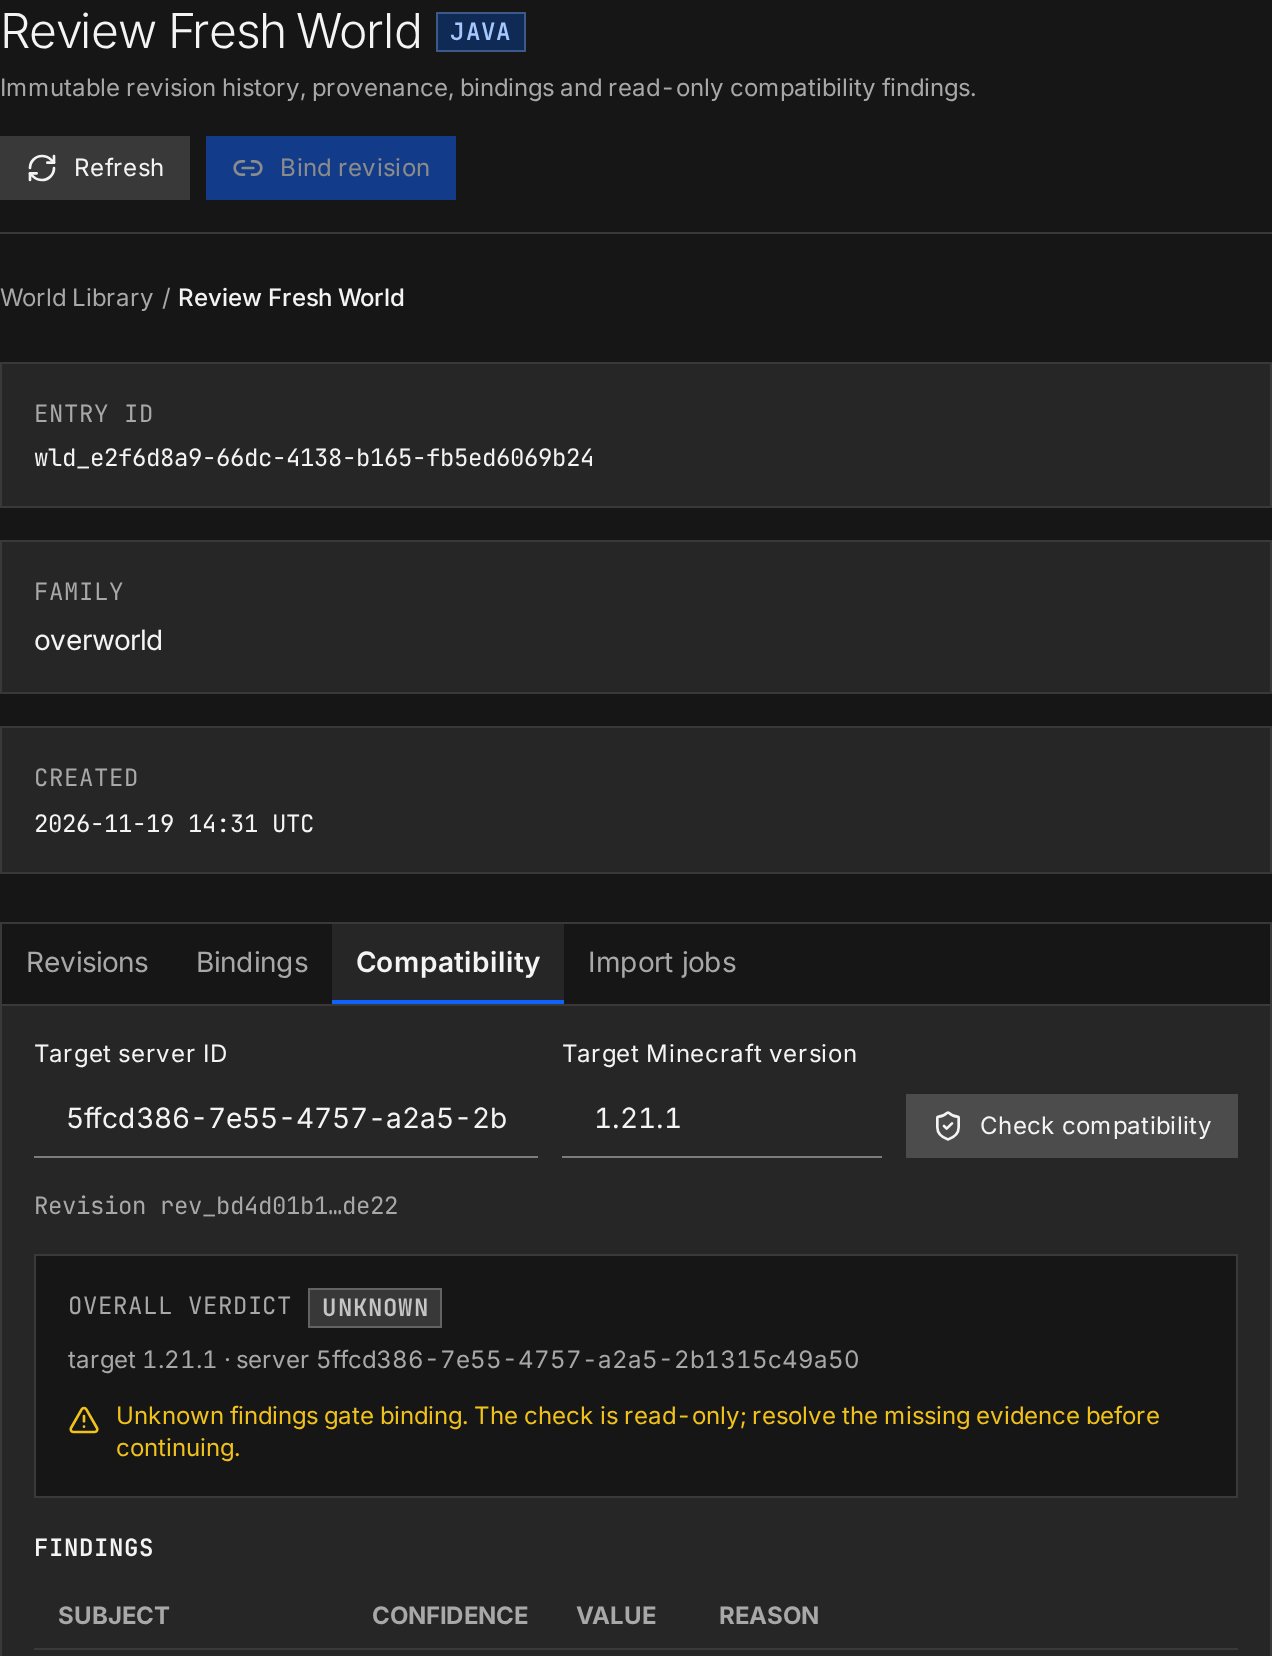 Review Fresh World JAVA
Immutable revision history, provenance, bindings and read-only compatibility findings.
Refresh Bind revision
World Library / Review Fresh World
ENTRY ID
wld_e2f6d8a9-66dc-4138-b165-fb5ed6069b24
FAMILY
overworld
CREATED
2026-11-19 14:31 UTC
Revisions Bindings Compatibility Import jobs
Target server ID Target Minecraft version
5ffcd386-7e55-4757-a2a5-2b 1.21.1 Check compatibility
Revision rev_bd4d01b1…de22
OVERALL VERDICT UNKNOWN
target 1.21.1 · server 5ffcd386-7e55-4757-a2a5-2b1315c49a50
Unknown findings gate binding. The check is read-only; resolve the missing evidence before
continuing.
FINDINGS
SUBJECT CONFIDENCE VALUE REASON